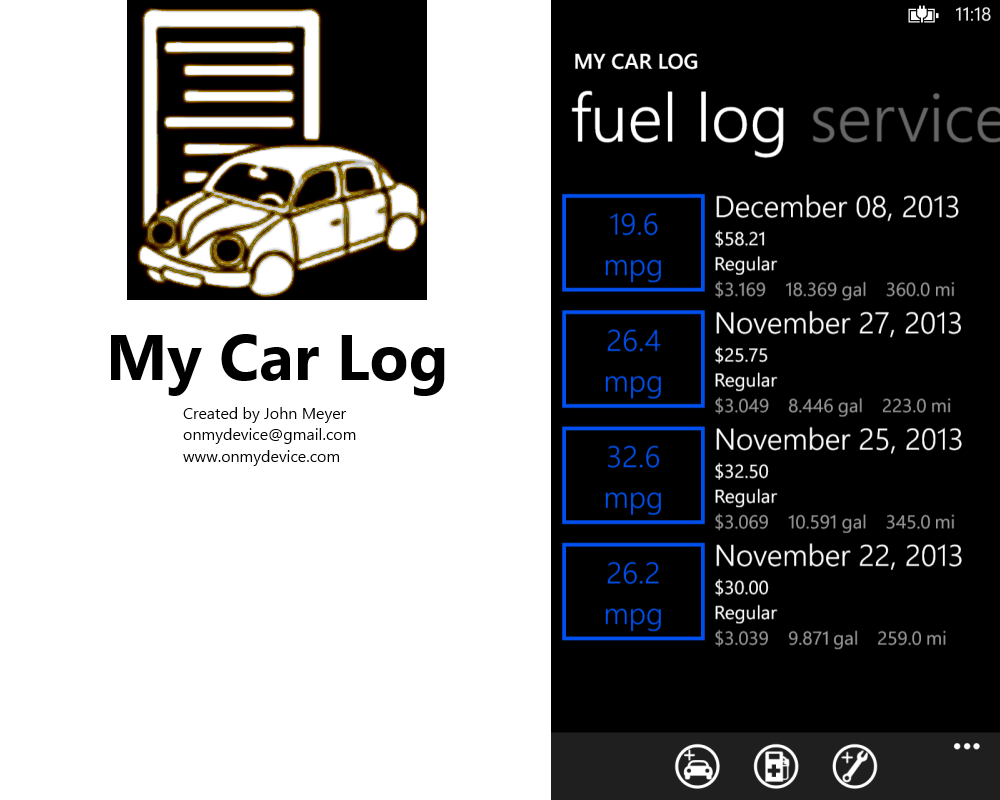 My Car Log
Created by John Meyer
onmydevice@gmail.com
www.onmydevice.com
11:18
MY CAR LOG
fuel log service
19.6
mpg
December 08, 2013
$58.21
Regular
$3.169 18.369 gal 360.0 mi
26.4
mpg
November 27, 2013
$25.75
Regular
$3.049 8.446 gal 223.0 mi
32.6
mpg
November 25, 2013
$32.50
Regular
$3.069 10.591 gal 345.0 mi
26.2
mpg
November 22, 2013
$30.00
Regular
$3.039 9.871 gal 259.0 mi